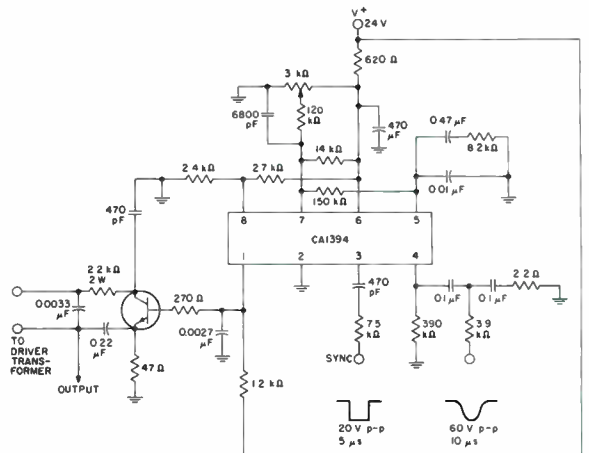 V+
24 V
620 Ω
3 kΩ
6800
pF
120
kΩ
470
μF
0.47 μF
8.2kΩ
0.01 μF
14 kΩ
2.4 kΩ
2.7 kΩ
150 kΩ
8
7
6
5
CA1394
1
2
3
4
470
pF
2.2 kΩ
2W
0.0033
μF
270 Ω
0.0027
μF
470
pF
0.1 μF
0.1 μF
2.2 Ω
TO
DRIVER
TRANS-
FORMER
0.22
μF
47 Ω
7.5
kΩ
390
kΩ
3.9
kΩ
SYNC
OUTPUT
1.2 kΩ
20 V p-p
5 μs
60 V p-p
10 μs